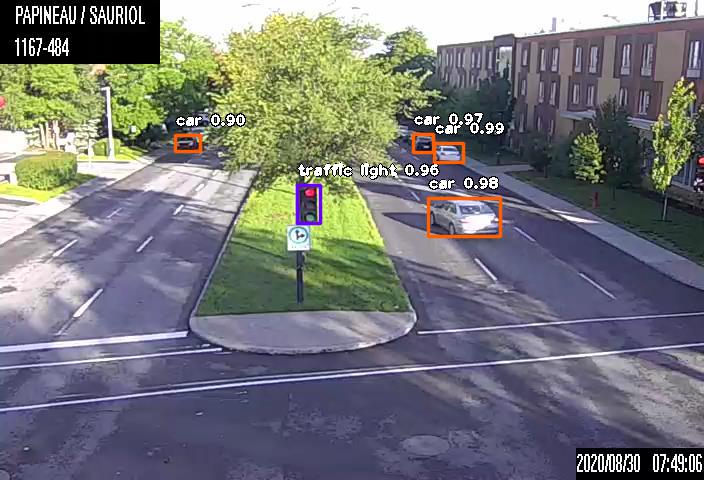 PAPINEAU / SAURIOL
1167-484
car 0.90
car 0.97
car 0.99
traffic light 0.96
car 0.98
2020/08/30 07:49:06